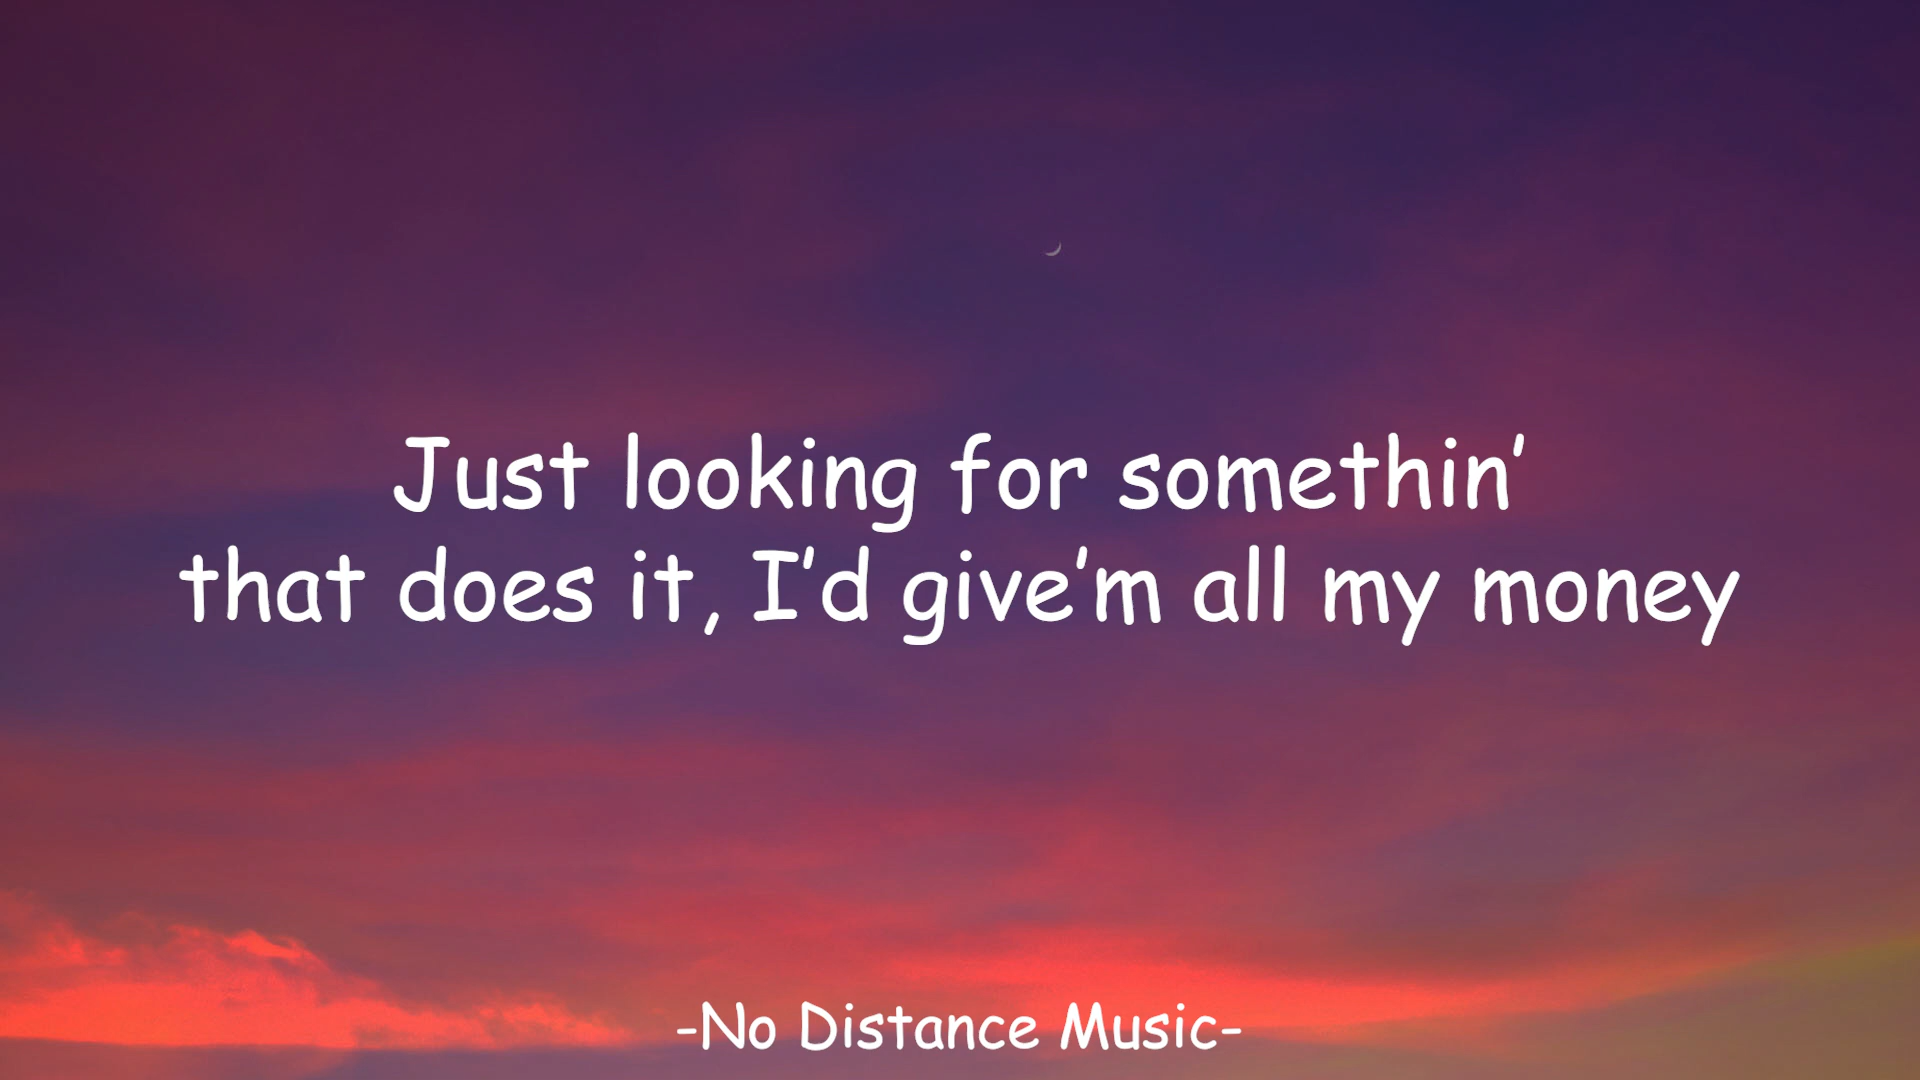 Just looking for somethin’
that does it, I’d give’m all my money
-No Distance Music-